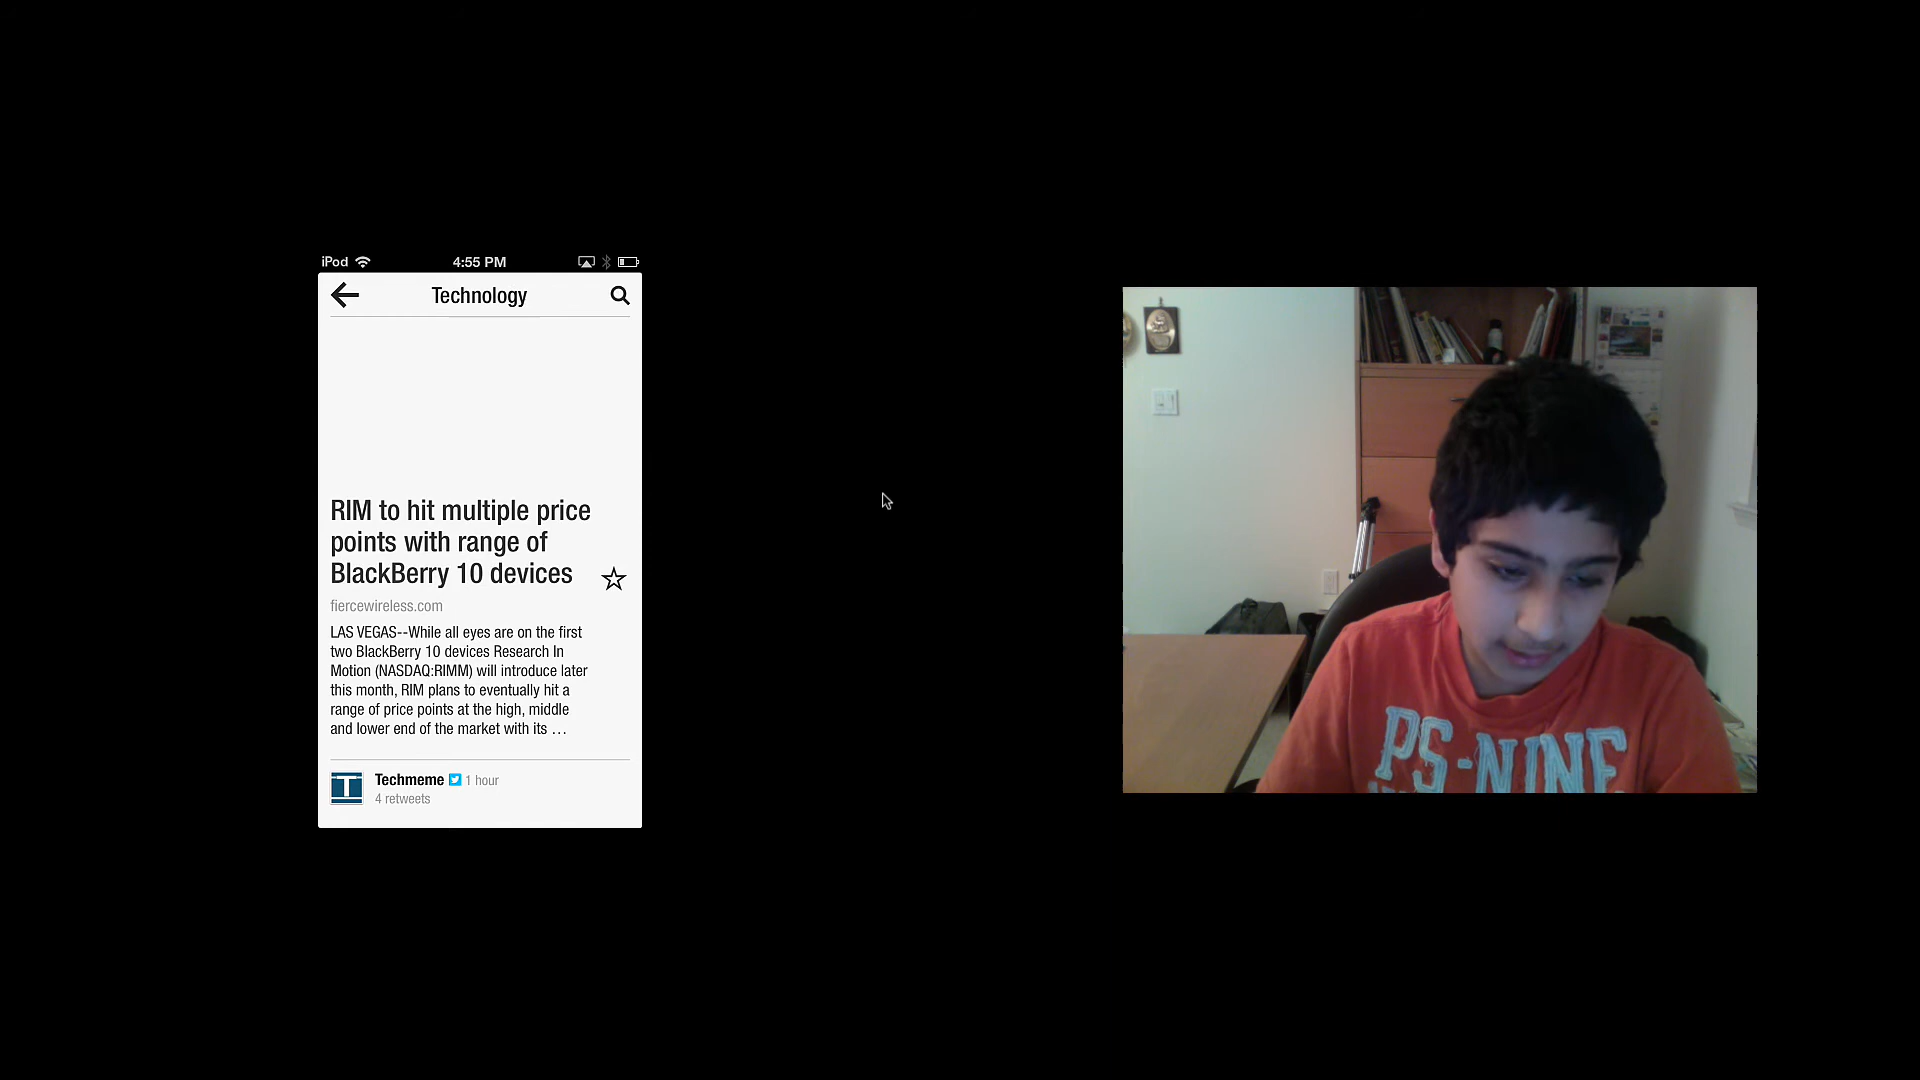 iPod 4:55 PM
Technology
RIM to hit multiple price
points with range of
BlackBerry 10 devices
fiercewireless.com
LAS VEGAS--While all eyes are on the first
two BlackBerry 10 devices Research In
Motion (NASDAQ:RIMM) will introduce later
this month, RIM plans to eventually hit a
range of price points at the high, middle
and lower end of the market with its …
Techmeme 1 hour
4 retweets
PS-NINE